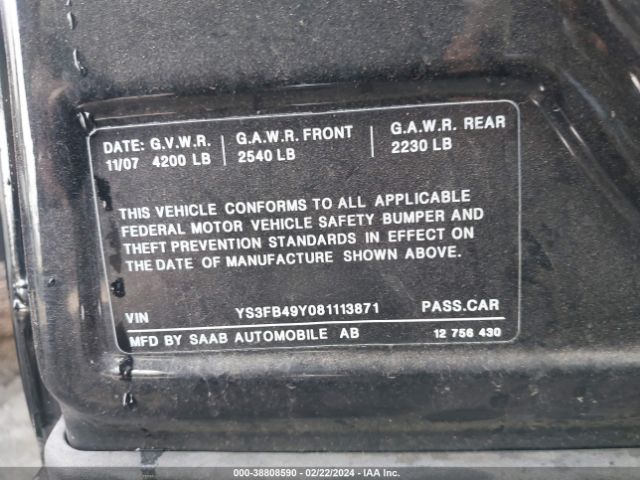 DATE: G.V.W.R. G.A.W.R. FRONT G.A.W.R. REAR
11/07 4200 LB 2540 LB 2230 LB
THIS VEHICLE CONFORMS TO ALL APPLICABLE
FEDERAL MOTOR VEHICLE SAFETY BUMPER AND
THEFT PREVENTION STANDARDS IN EFFECT ON
THE DATE OF MANUFACTURE SHOWN ABOVE.
VIN YS3FB49Y081113871 PASS.CAR
MFD BY SAAB AUTOMOBILE AB 12 756 430
000-38808590 - 02/22/2024 - IAA Inc.